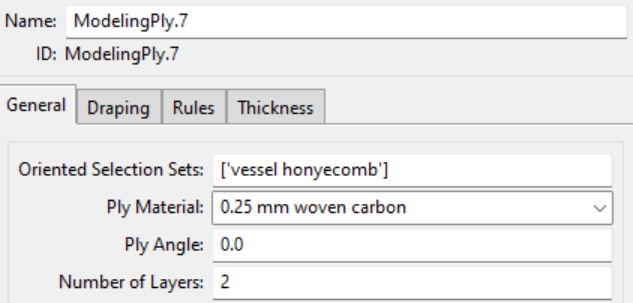 Name: ModelingPly.7
ID: ModelingPly.7
General Draping Rules Thickness
Oriented Selection Sets: ['vessel honyecomb']
Ply Material: 0.25 mm woven carbon
Ply Angle: 0.0
Number of Layers: 2